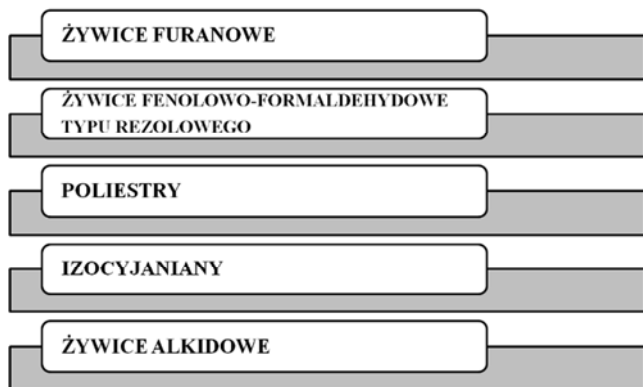 ŻYWICE FURANOWE
ŻYWICE FENOLOWO-FORMALDEHYDOWE
TYPU REZOLOWEGO
POLIESTRY
IZOCYJANIANY
ŻYWICE ALKIDOWE